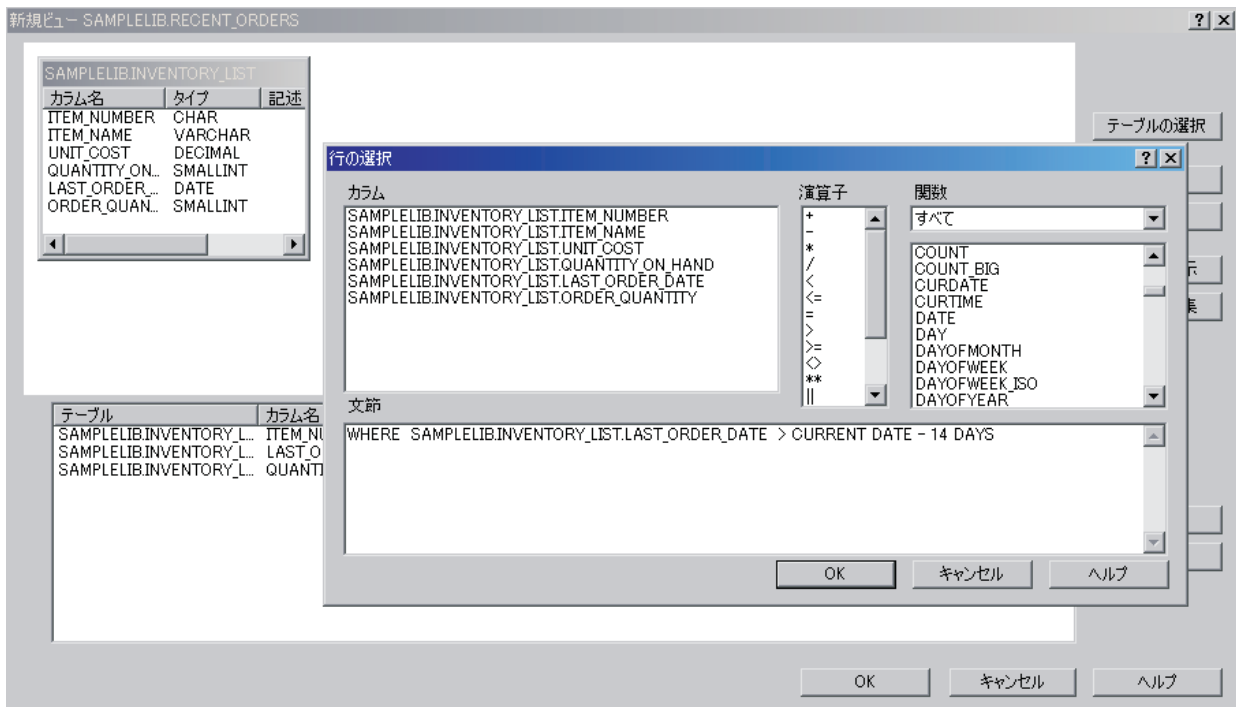 新規ビュー SAMPLELIB.RECENT_ORDERS
SAMPLELIB.INVENTORY_LIST
カラム名 タイプ 記述
ITEM_NUMBER CHAR
ITEM_NAME VARCHAR
UNIT_COST DECIMAL
QUANTITY_ON... SMALLINT
LAST_ORDER_... DATE
ORDER_QUAN... SMALLINT
テーブルの選択
行の選択
カラム
SAMPLELIB.INVENTORY_LIST.ITEM_NUMBER
SAMPLELIB.INVENTORY_LIST.ITEM_NAME
SAMPLELIB.INVENTORY_LIST.UNIT_COST
SAMPLELIB.INVENTORY_LIST.QUANTITY_ON_HAND
SAMPLELIB.INVENTORY_LIST.LAST_ORDER_DATE
SAMPLELIB.INVENTORY_LIST.ORDER_QUANTITY
演算子
+
-
*
/
<
<=
=
>
>=
<>
**
||
関数
すべて
COUNT
COUNT_BIG
CURDATE
CURTIME
DATE
DAY
DAYOFMONTH
DAYOFWEEK
DAYOFWEEK_ISO
DAYOFYEAR
示
集
文節
WHERE SAMPLELIB.INVENTORY_LIST.LAST_ORDER_DATE > CURRENT DATE - 14 DAYS
OK キャンセル ヘルプ
テーブル カラム名
SAMPLELIB.INVENTORY_L... ITEM_NU
SAMPLELIB.INVENTORY_L... LAST_O
SAMPLELIB.INVENTORY_L... QUANTI
OK キャンセル ヘルプ